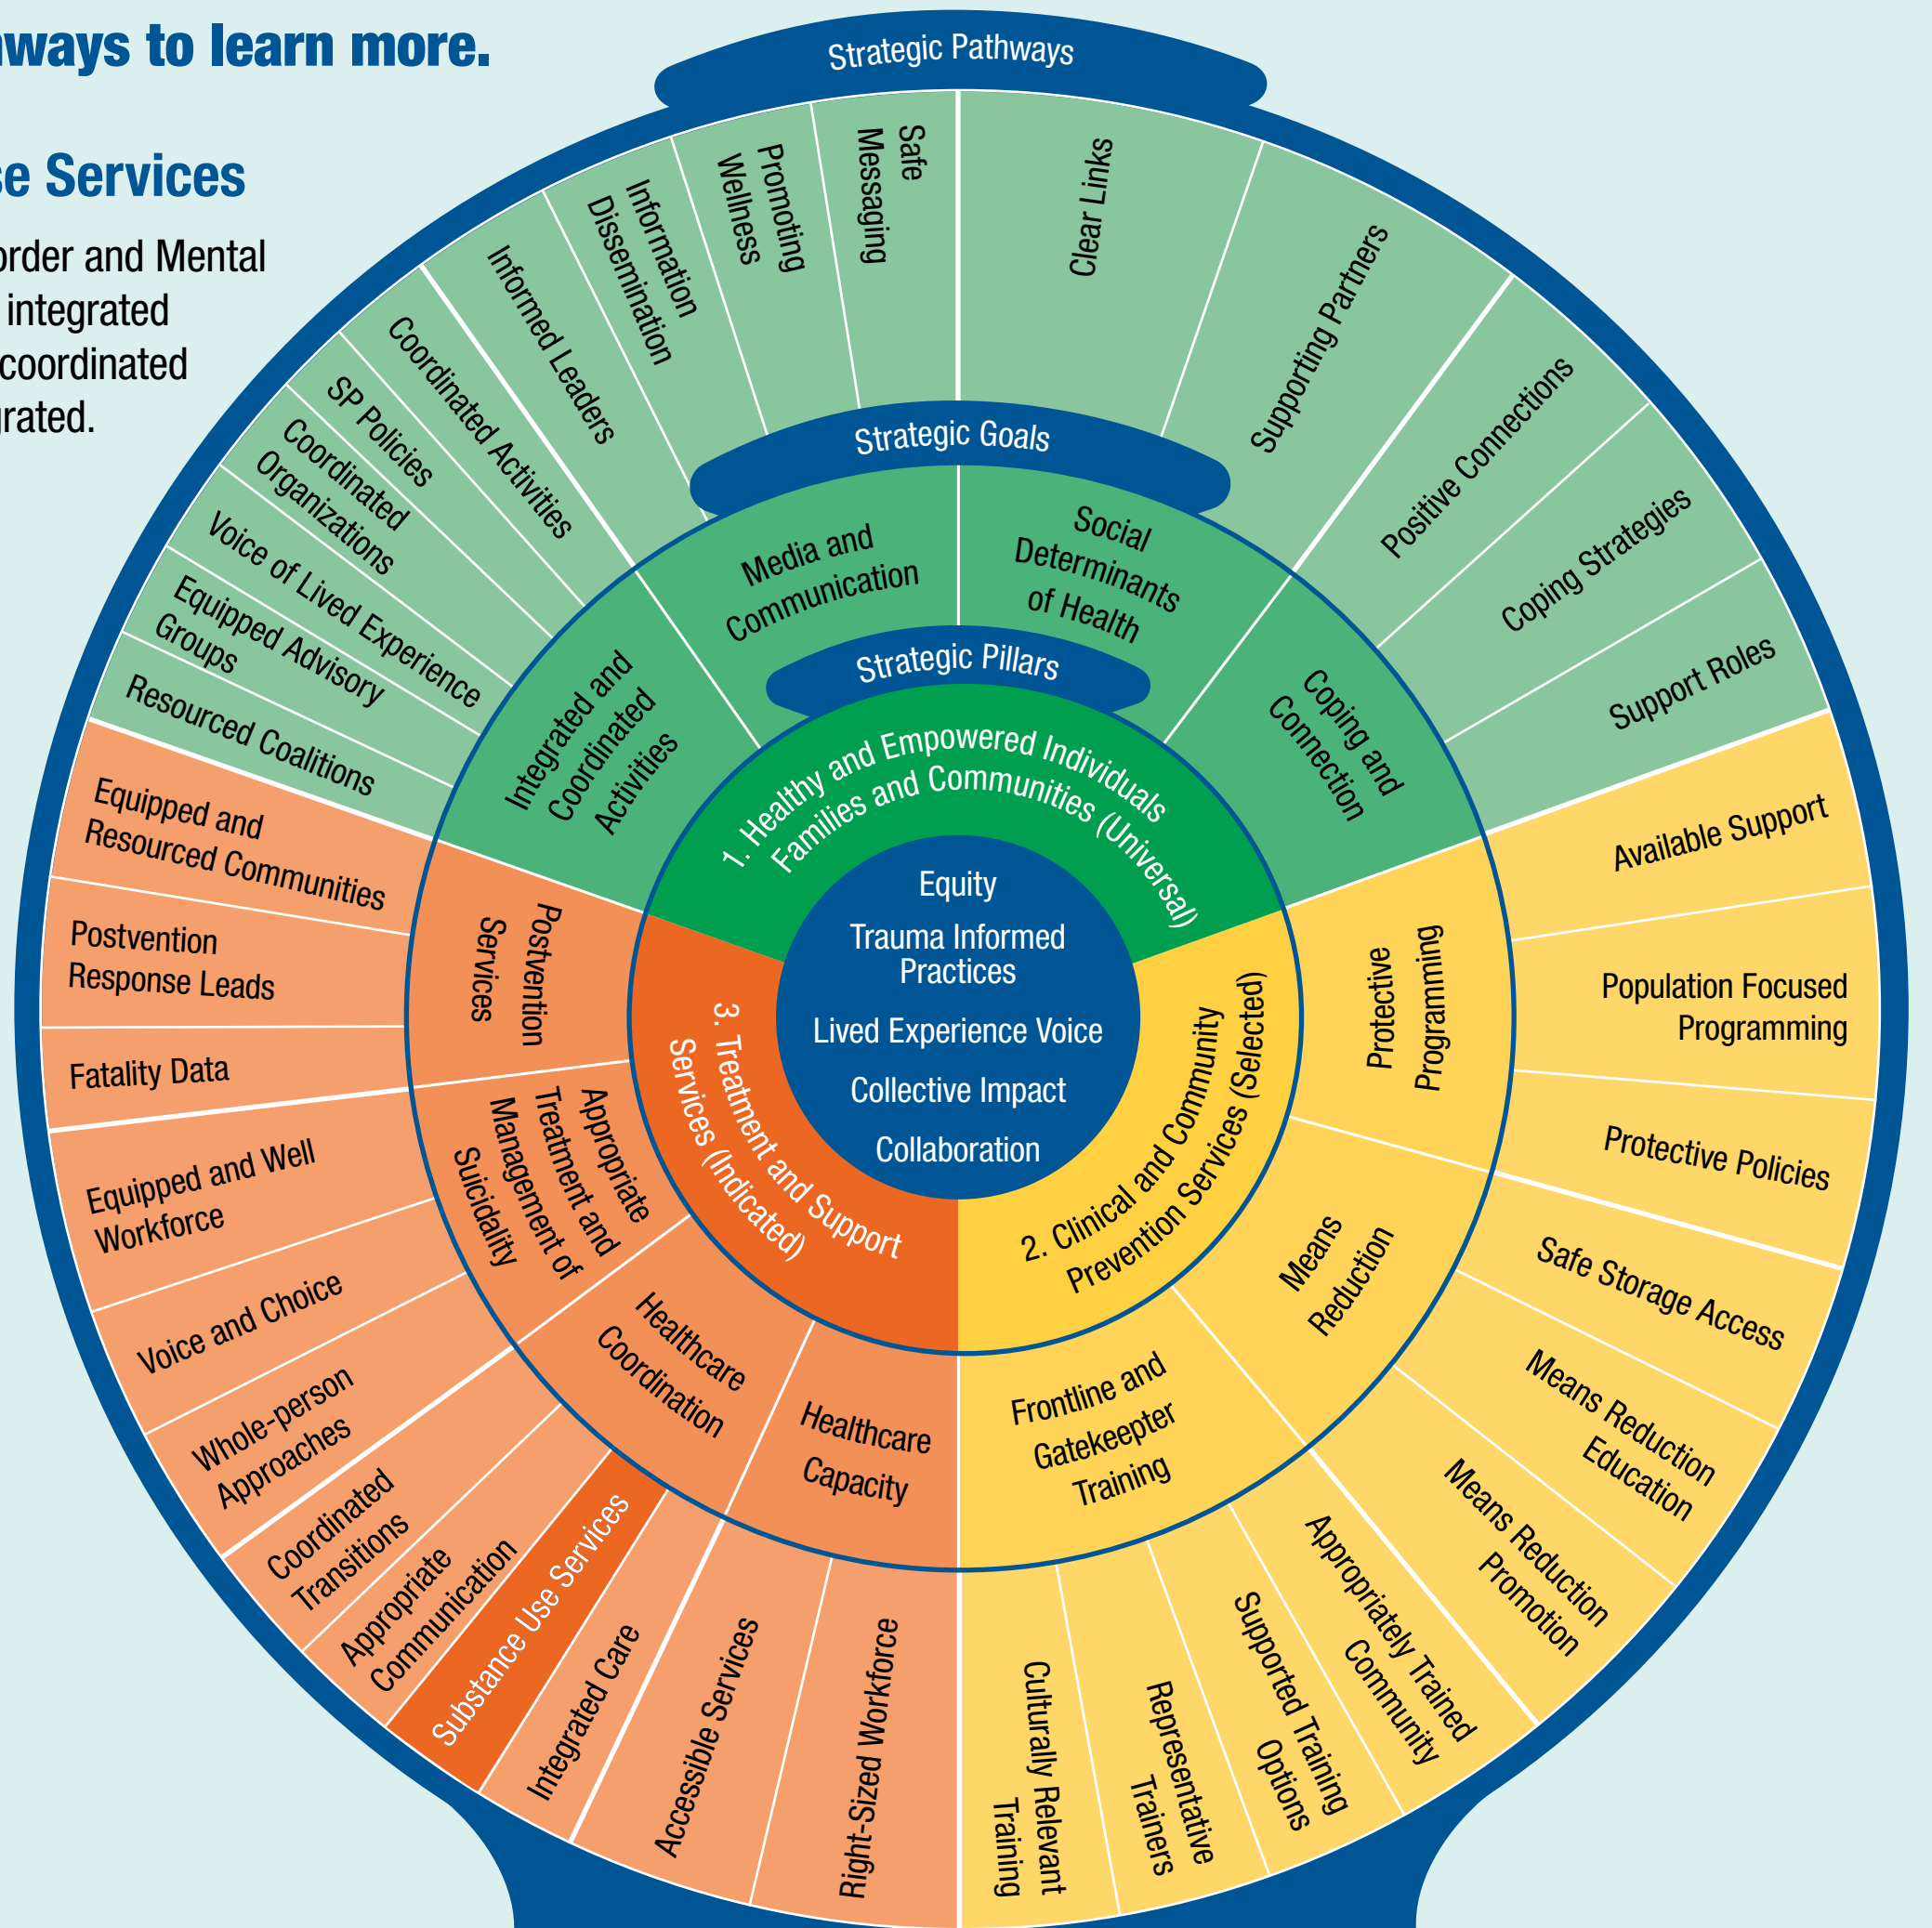 ways to learn more.
se Services
order and Mental
integrated
coordinated
grated.
Strategic Pathways
Safe
Messaging
Promoting
Wellness
Information
Dissemination
Informed Leaders
Coordinated Activities
SP Policies
Coordinated
Organizations
Voice of Lived Experience
Equipped Advisory
Groups
Resourced Coalitions
Clear Links
Supporting Partners
Positive Connections
Coping Strategies
Support Roles
Strategic Goals
Media and
Communication
Social
Determinants
of Health
Integrated and
Coordinated
Activities
Coping and
Connection
Strategic Pillars
1. Healthy and Empowered Individuals
Families and Communities (Universal)
Equity
Trauma Informed
Practices
Lived Experience Voice
Collective Impact
Collaboration
2. Clinical and Community
Prevention Services (Selected)
3. Treatment and Support
Services (Indicated)
Protective
Programming
Means
Reduction
Frontline and
Gatekeeper
Training
Available Support
Population Focused
Programming
Protective Policies
Safe Storage Access
Means Reduction
Education
Means Reduction
Promotion
Appropriately Trained
Community
Supported Training
Options
Representative
Trainers
Culturally Relevant
Training
Postvention
Services
Appropriate
Treatment and
Management of
Suicidality
Healthcare
Coordination
Healthcare
Capacity
Equipped and
Resourced Communities
Postvention
Response Leads
Fatality Data
Equipped and Well
Workforce
Voice and Choice
Whole-person
Approaches
Coordinated
Transitions
Appropriate
Communication
Substance Use Services
Integrated Care
Accessible Services
Right-Sized Workforce